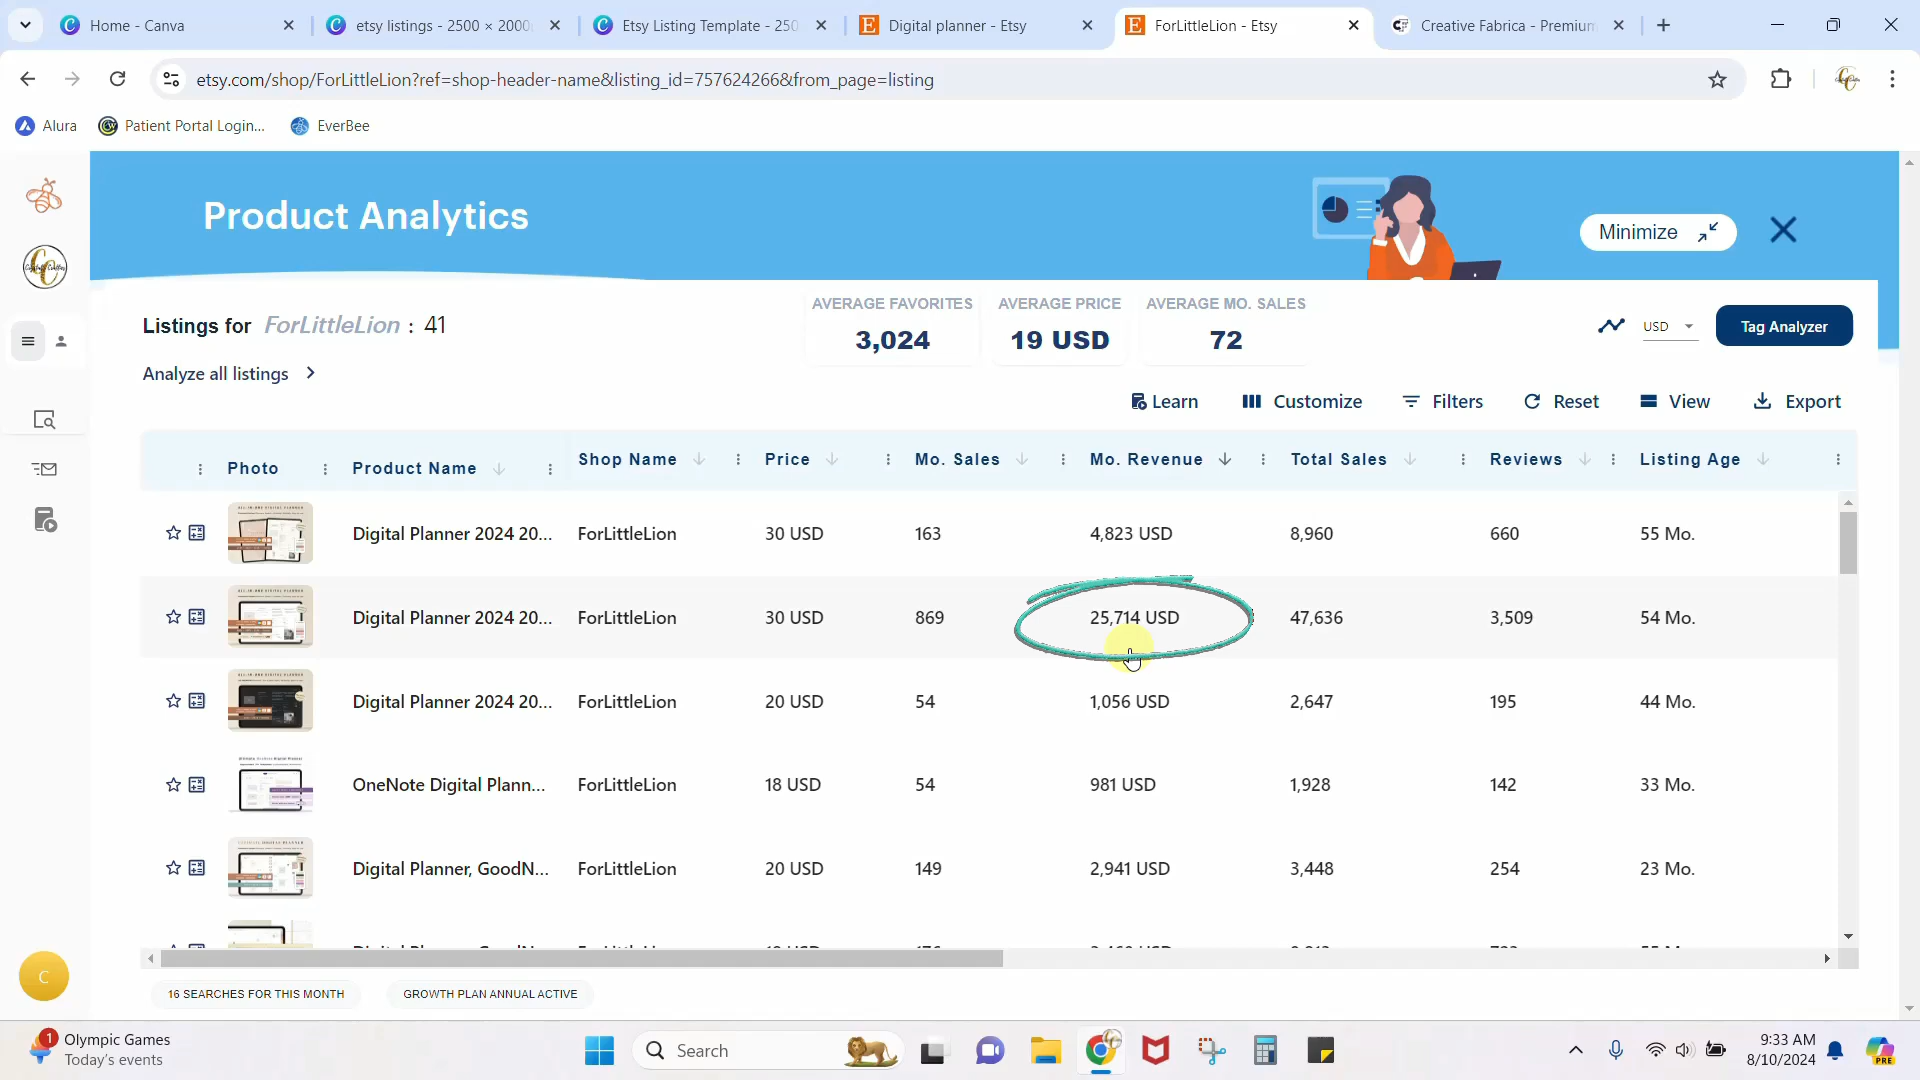 Home - Canva
etsy listings - 2500 × 2000
Etsy Listing Template - 250
Digital planner - Etsy
ForLittleLion - Etsy
Creative Fabrica - Premium
etsy.com/shop/ForLittleLion?ref=shop-header-name&listing_id=757624266&from_page=listing
Alura
Patient Portal Login...
EverBee
Product Analytics
Minimize
Listings for ForLittleLion : 41
AVERAGE FAVORITES
3,024
AVERAGE PRICE
19 USD
AVERAGE MO. SALES
72
USD
Tag Analyzer
Analyze all listings
Learn
Customize
Filters
Reset
View
Export
Photo Product Name Shop Name Price Mo. Sales Mo. Revenue Total Sales Reviews Listing Age
Digital Planner 2024 20... ForLittleLion 30 USD 163 4,823 USD 8,960 660 55 Mo.
Digital Planner 2024 20... ForLittleLion 30 USD 869 25,714 USD 47,636 3,509 54 Mo.
Digital Planner 2024 20... ForLittleLion 20 USD 54 1,056 USD 2,647 195 44 Mo.
OneNote Digital Plann... ForLittleLion 18 USD 54 981 USD 1,928 142 33 Mo.
Digital Planner, GoodN... ForLittleLion 20 USD 149 2,941 USD 3,448 254 23 Mo.
C
16 SEARCHES FOR THIS MONTH
GROWTH PLAN ANNUAL ACTIVE
1
Olympic Games
Today's events
Search
9:33 AM
8/10/2024
PRE